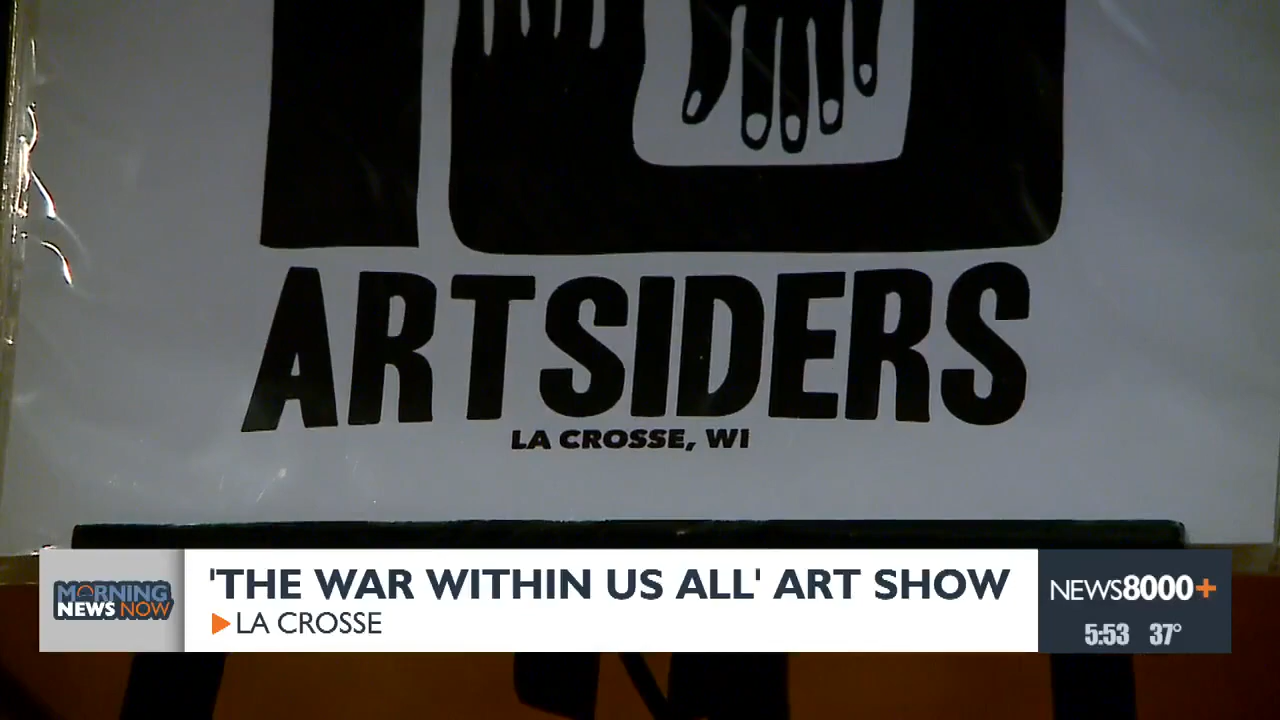 ARTSIDERS
LA CROSSE, WI
MORNING
NEWS NOW
'THE WAR WITHIN US ALL' ART SHOW
LA CROSSE
NEWS8000+
5:53 37°